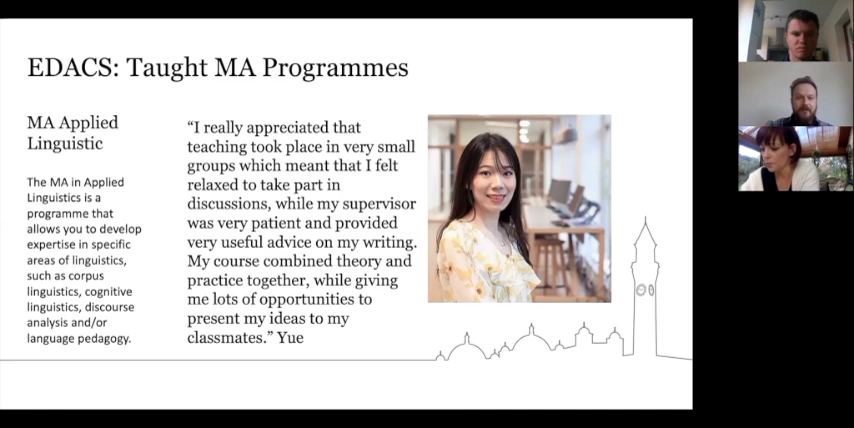 EDACS: Taught MA Programmes
MA Applied
Linguistic
The MA in Applied
Linguistics is a
programme that
allows you to develop
expertise in specific
areas of linguistics,
such as corpus
linguistics, cognitive
linguistics, discourse
analysis and/or
language pedagogy.
“I really appreciated that
teaching took place in very small
groups which meant that I felt
relaxed to take part in
discussions, while my supervisor
was very patient and provided
very useful advice on my writing.
My course combined theory and
practice together, while giving
me lots of opportunities to
present my ideas to my
classmates.” Yue